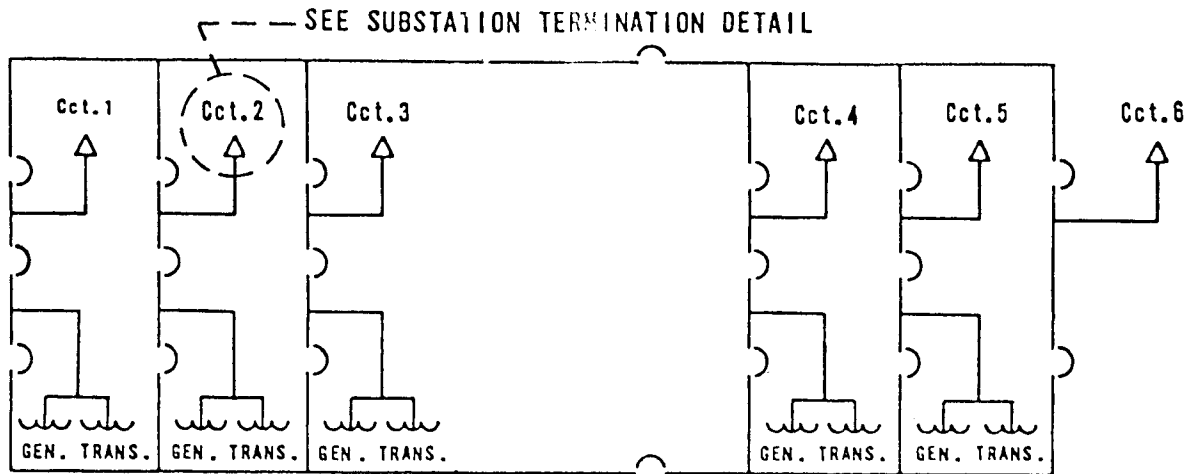 SEE SUBSTATION TERMINATION DETAIL
Cct.1 Cct.2 Cct.3 Cct.4 Cct.5 Cct.6
GEN. TRANS. GEN. TRANS. GEN. TRANS. GEN. TRANS. GEN. TRANS.